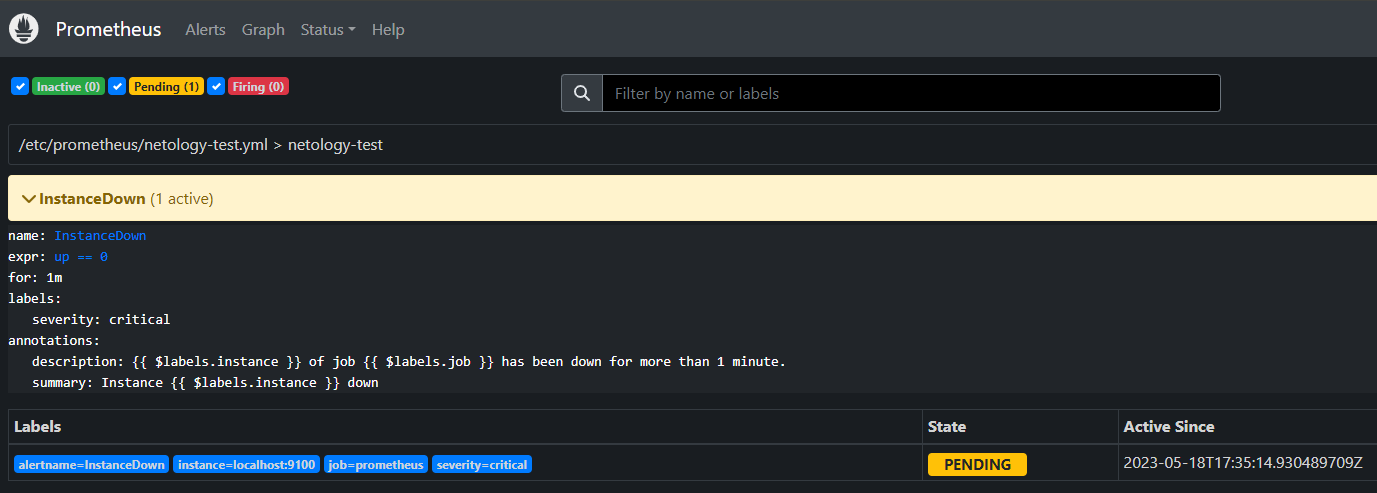 Prometheus Alerts Graph Status Help
Inactive (0) Pending (1) Firing (0) Filter by name or labels
/etc/prometheus/netology-test.yml > netology-test
InstanceDown (1 active)
name: InstanceDown
expr: up == 0
for: 1m
labels:
severity: critical
annotations:
description: {{ $labels.instance }} of job {{ $labels.job }} has been down for more than 1 minute.
summary: Instance {{ $labels.instance }} down
Labels State Active Since
alertname=InstanceDown instance=localhost:9100 job=prometheus severity=critical PENDING 2023-05-18T17:35:14.930489709Z